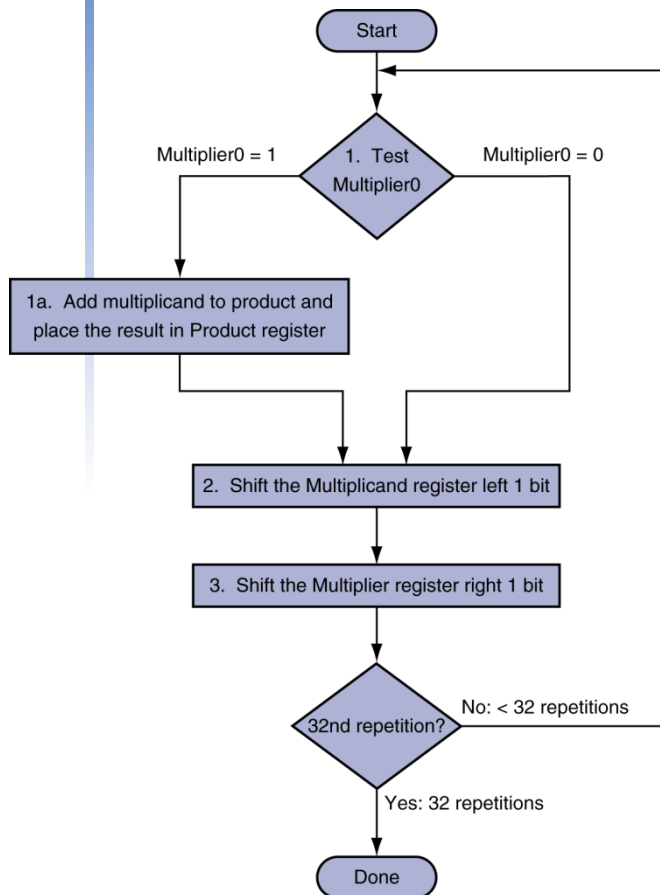 Start
Multiplier0 = 1
1. Test
Multiplier0
Multiplier0 = 0
1a. Add multiplicand to product and
place the result in Product register
2. Shift the Multiplicand register left 1 bit
3. Shift the Multiplier register right 1 bit
32nd repetition?
No: < 32 repetitions
Yes: 32 repetitions
Done